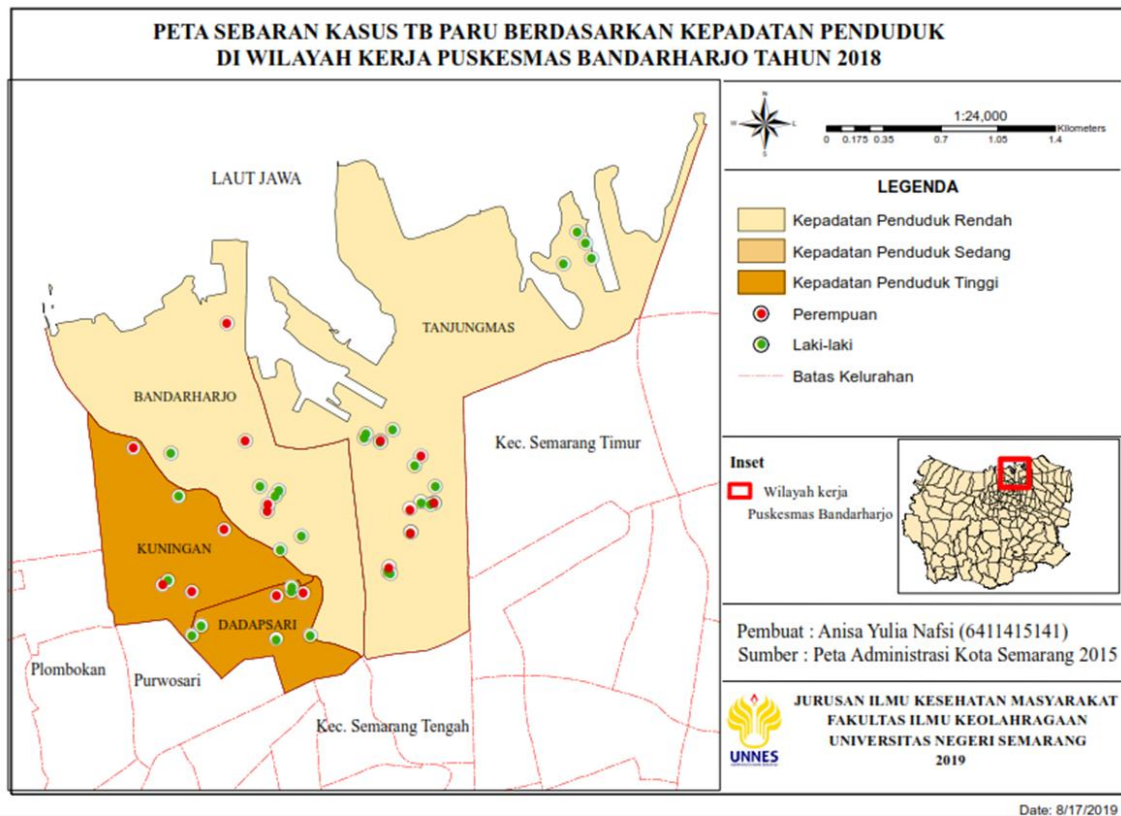 PETA SEBARAN KASUS TB PARU BERDASARKAN KEPADATAN PENDUDUK
DI WILAYAH KERJA PUSKESMAS BANDARHARJO TAHUN 2018
LAUT JAWA
TANJUNGMAS
BANDARHARJO
Kec. Semarang Timur
KUNINGAN
DADAPSARI
Plombokan
Purwosari
Kec. Semarang Tengah
N
W
L
S
1:24,000
Kilometers
0 0.175 0.35 0.7 1.05 1.4
LEGENDA
Kepadatan Penduduk Rendah
Kepadatan Penduduk Sedang
Kepadatan Penduduk Tinggi
Perempuan
Laki-laki
Batas Kelurahan
Inset
Wilayah kerja
Puskesmas Bandarharjo
Pembuat : Anisa Yulia Nafsi (6411415141)
Sumber : Peta Administrasi Kota Semarang 2015
UNNES
JURUSAN ILMU KESEHATAN MASYARAKAT
FAKULTAS ILMU KEOLAHRAGAAN
UNIVERSITAS NEGERI SEMARANG
2019
Date: 8/17/2019